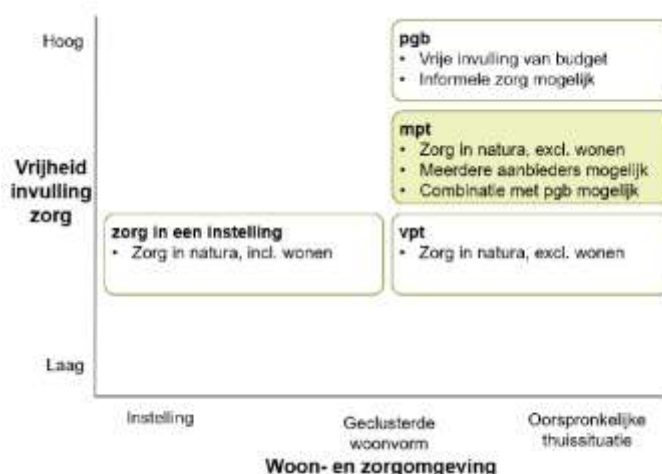 Hoog
pgb
• Vrije invulling van budget
• Informele zorg mogelijk
mpt
• Zorg in natura, excl. wonen
• Meerdere aanbieders mogelijk
• Combinatie met pgb mogelijk
Vrijheid
invulling
zorg
zorg in een instelling
• Zorg in natura, incl. wonen
vpt
• Zorg in natura, excl. wonen
Laag
Instelling
Geclusterde
woonvorm
Oorspronkelijke
thuissituatie
Woon- en zorgomgeving